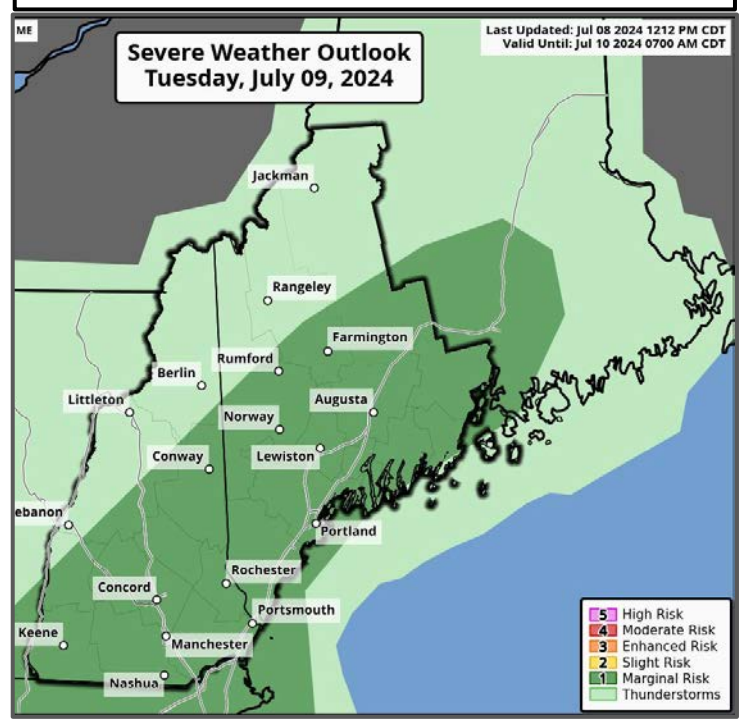 ME
Severe Weather Outlook
Tuesday, July 09, 2024
Last Updated: Jul 08 2024 1212 PM CDT
Valid Until: Jul 10 2024 0700 AM CDT
Jackman
Rangeley
Farmington
Rumford
Berlin
Littleton
Augusta
Norway
Conway
Lewiston
ebanon
Portland
Rochester
Concord
Portsmouth
Keene
Manchester
Nashua
5 High Risk
4 Moderate Risk
3 Enhanced Risk
2 Slight Risk
1 Marginal Risk
Thunderstorms